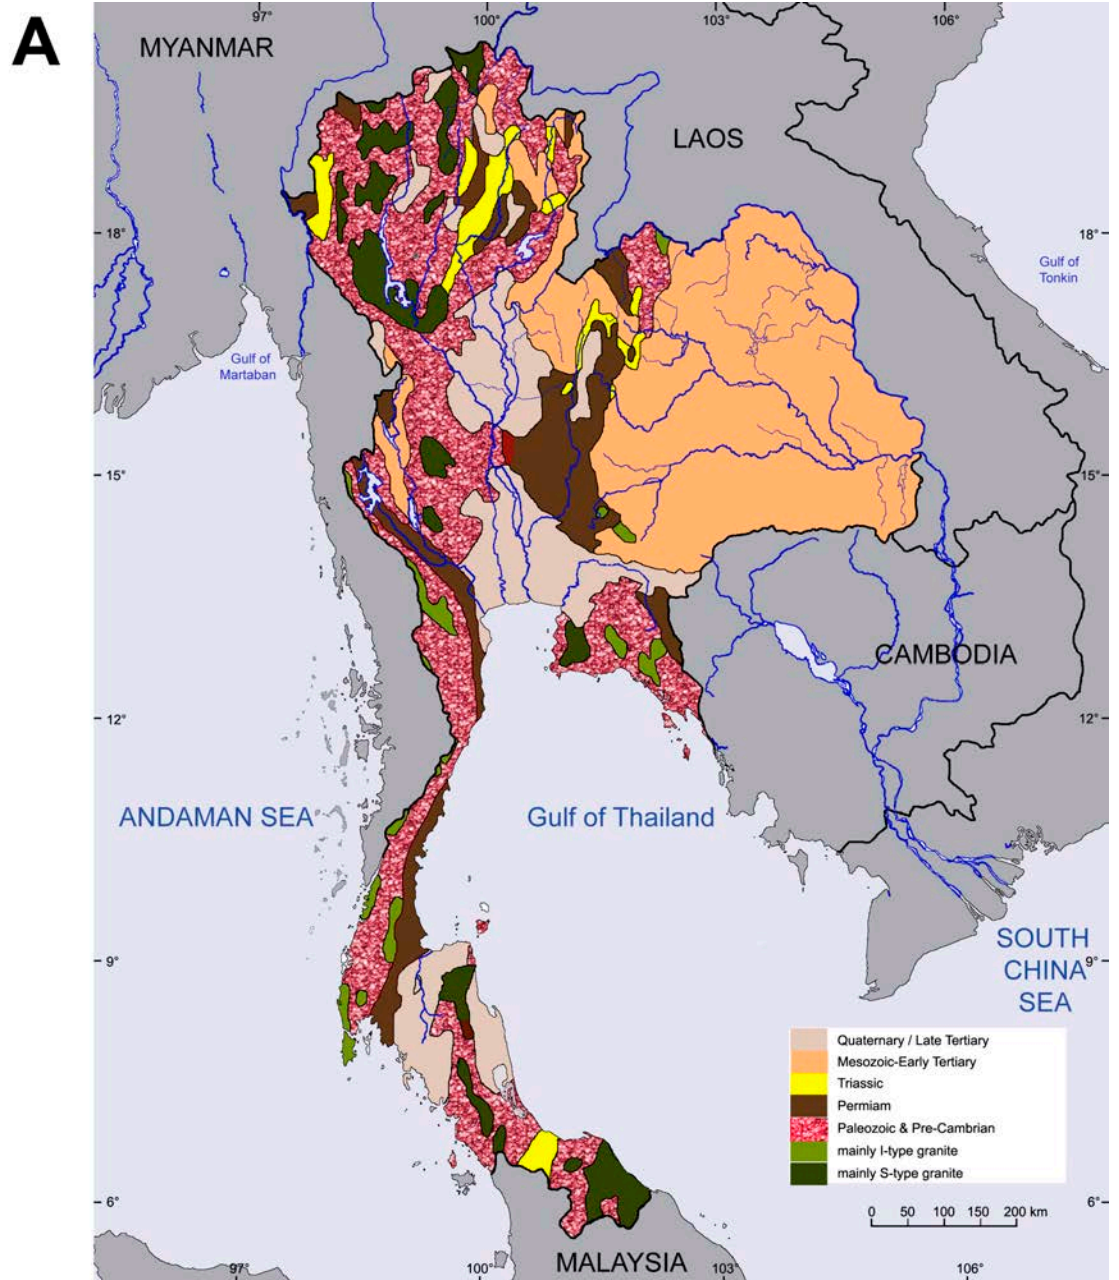 A
97°
100°
103°
106°
MYANMAR
LAOS
18°
18°
Gulf of
Tonkin
Gulf of
Martaban
15°
15°
CAMBODIA
12°
12°
ANDAMAN SEA
Gulf of Thailand
SOUTH
CHINA
SEA
9°
9°
Quaternary / Late Tertiary
Mesozoic-Early Tertiary
Triassic
Permiam
Paleozoic & Pre-Cambrian
mainly I-type granite
mainly S-type granite
6°
6°
0 50 100 150 200 km
MALAYSIA
97°
100°
103°
106°